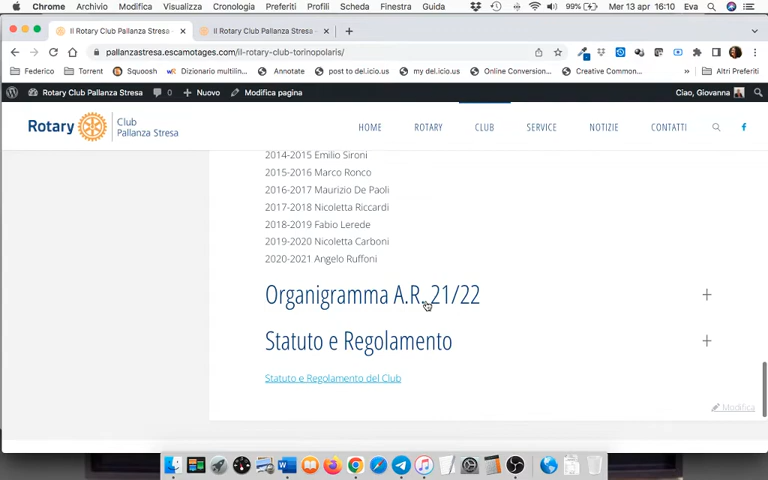 Chrome Archivio Modifica Visualizza Cronologia Preferiti Profili Scheda Finestra Guida 99% Mer 13 apr 16:10 Eva
Il Rotary Club Pallanza Stresa Il Rotary Club Pallanza Stresa
pallanzastresa.escamotages.com/il-rotary-club-torinopolaris/
Federico Torrent Squoosh Dizionario multilin... Annotate post to del.icio.us my del.icio.us Online Conversion... Creative Common... » Altri Preferiti
Rotary Club Pallanza Stresa 0 Nuovo Modifica pagina Ciao, Giovanna
Rotary Club Pallanza Stresa HOME ROTARY CLUB SERVICE NOTIZIE CONTATTI
2014-2015 Emilio Sironi
2015-2016 Marco Ronco
2016-2017 Maurizio De Paoli
2017-2018 Nicoletta Riccardi
2018-2019 Fabio Lerede
2019-2020 Nicoletta Carboni
2020-2021 Angelo Ruffoni
Organigramma A.R. 21/22 +
Statuto e Regolamento +
Statuto e Regolamento del Club
Modifica